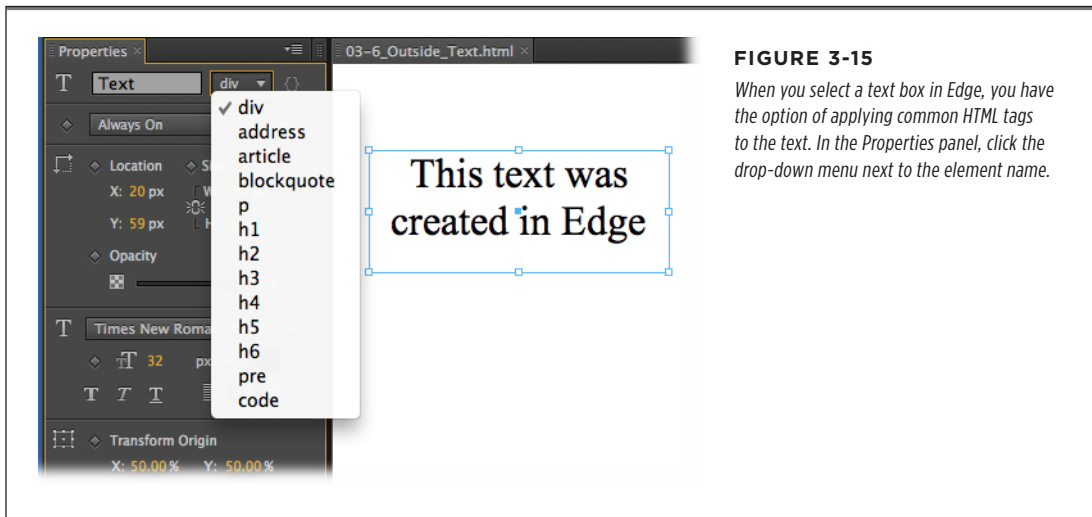 Properties ×
03-6_Outside_Text.html ×
T Text div {}
✓ div
address
article
blockquote
p
h1
h2
h3
h4
h5
h6
pre
code
Always On
Location
X: 20 px
Y: 59 px
Opacity
T Times New Roma
T 32 px
T T T
Transform Origin
X: 50.00 % Y: 50.00 %
This text was
created in Edge
FIGURE 3-15
When you select a text box in Edge, you have
the option of applying common HTML tags
to the text. In the Properties panel, click the
drop-down menu next to the element name.